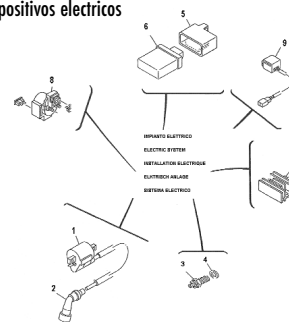 positivos electricos
5
6
9
8
IMPIANTO ELETTRICO
ELECTRIC SYSTEM
INSTALLATION ELECTRIQUE
ELKTRISCH ANLAGE
SISTEMA ELECTRICO
1
4
3
2